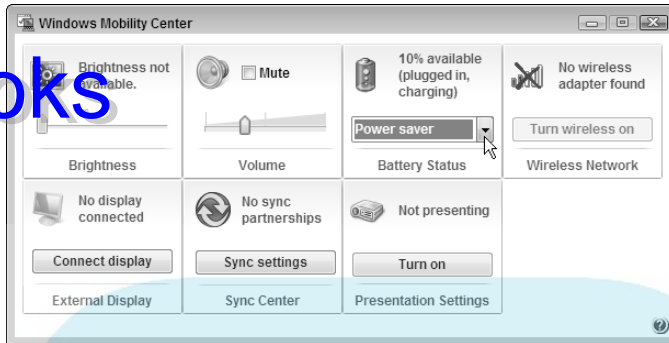 Windows Mobility Center
Brightness not
available.
Brightness
Mute
Volume
10% available
(plugged in,
charging)
Power saver
Battery Status
No wireless
adapter found
Turn wireless on
Wireless Network
oks
No display
connected
Connect display
External Display
No sync
partnerships
Sync settings
Sync Center
Not presenting
Turn on
Presentation Settings